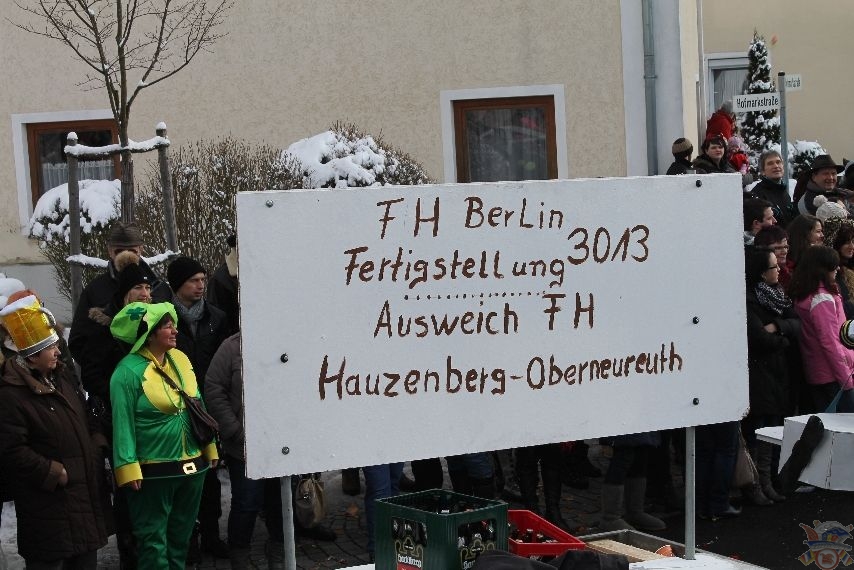 FH Berlin
Fertigstellung 3013
Ausweich FH
Hauzenberg-Oberneureuth
Hofmarkstraße